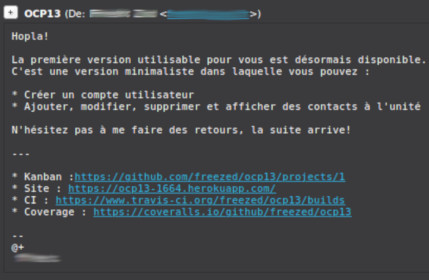 OCP13 (De: < >)
Hopla!
La première version utilisable pour vous est désormais disponible.
C'est une version minimaliste dans laquelle vous pouvez :
* Créer un compte utilisateur
* Ajouter, modifier, supprimer et afficher des contacts à l'unité
N'hésitez pas à me faire des retours, la suite arrive!
---
* Kanban :https://github.com/freezed/ocp13/projects/1
* Site : https://ocp13-1664.herokuapp.com/
* CI : https://www.travis-ci.org/freezed/ocp13/builds
* Coverage : https://coveralls.io/github/freezed/ocp13
--
@+